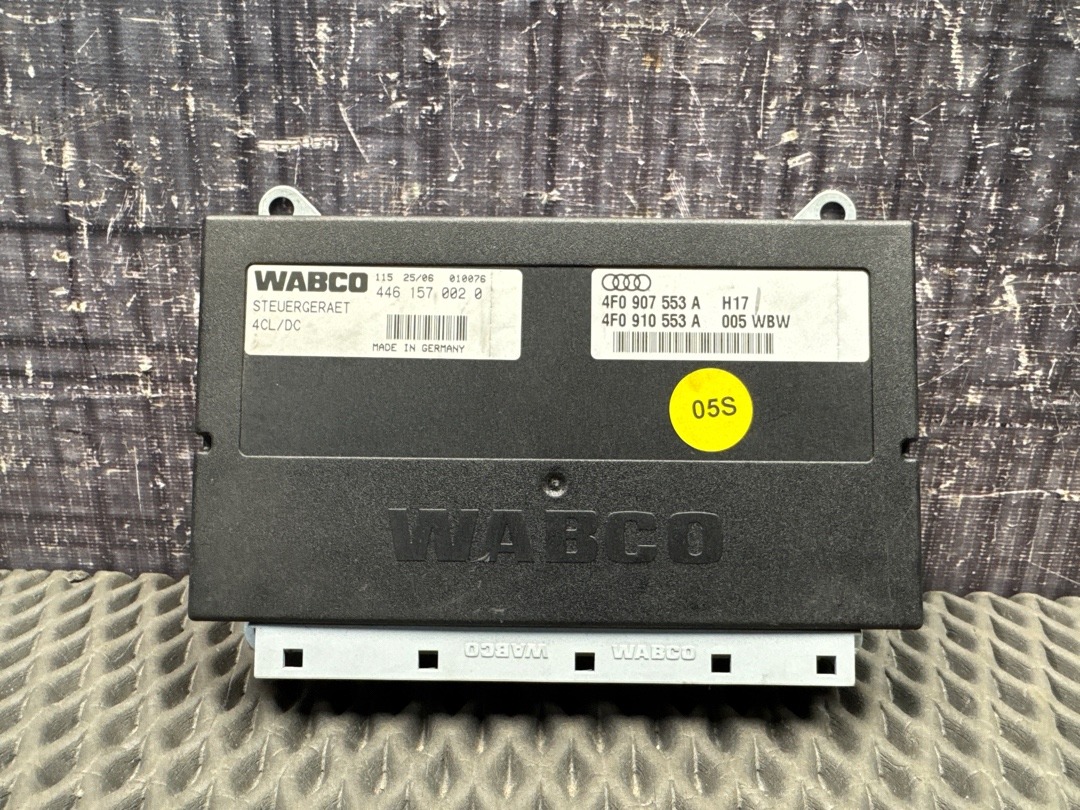 WABCO 115 25/06 010076
446 157 002 0
STEUERGERAET
4CL/DC
MADE IN GERMANY
4F0 907 553 A H17
4F0 910 553 A 005 WBW
05S
WABCO
WABCO WABCO